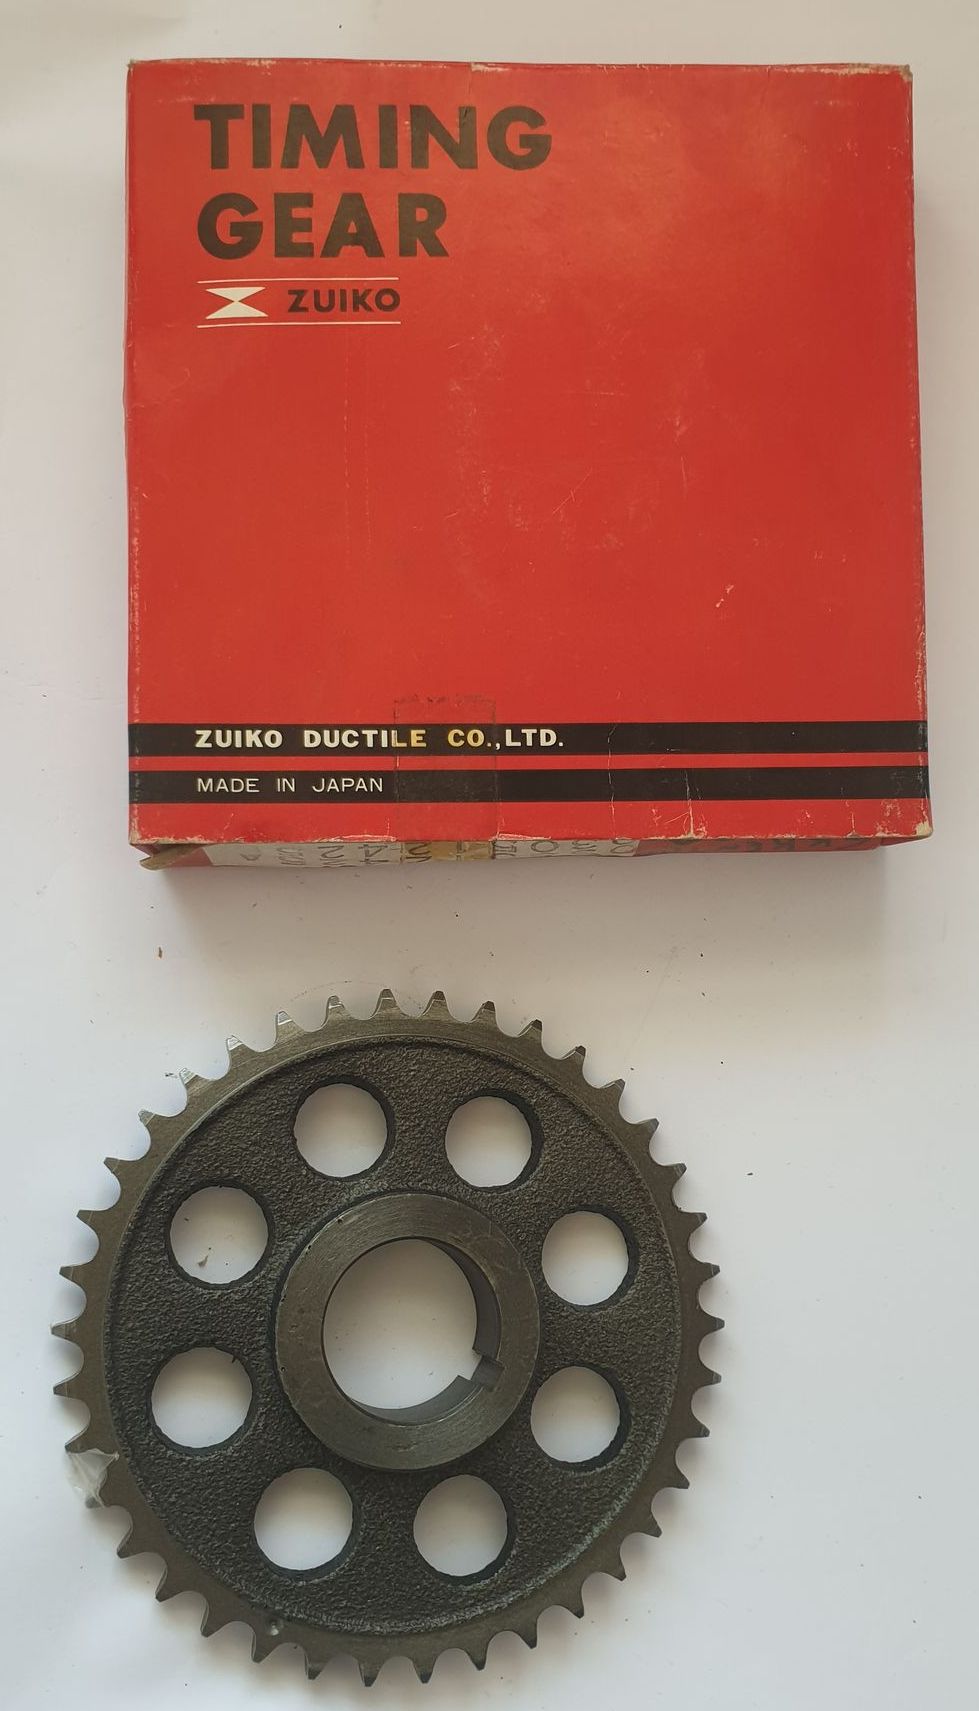 TIMING
GEAR
ZUIKO
ZUIKO DUCTILE CO.,LTD.
MADE IN JAPAN